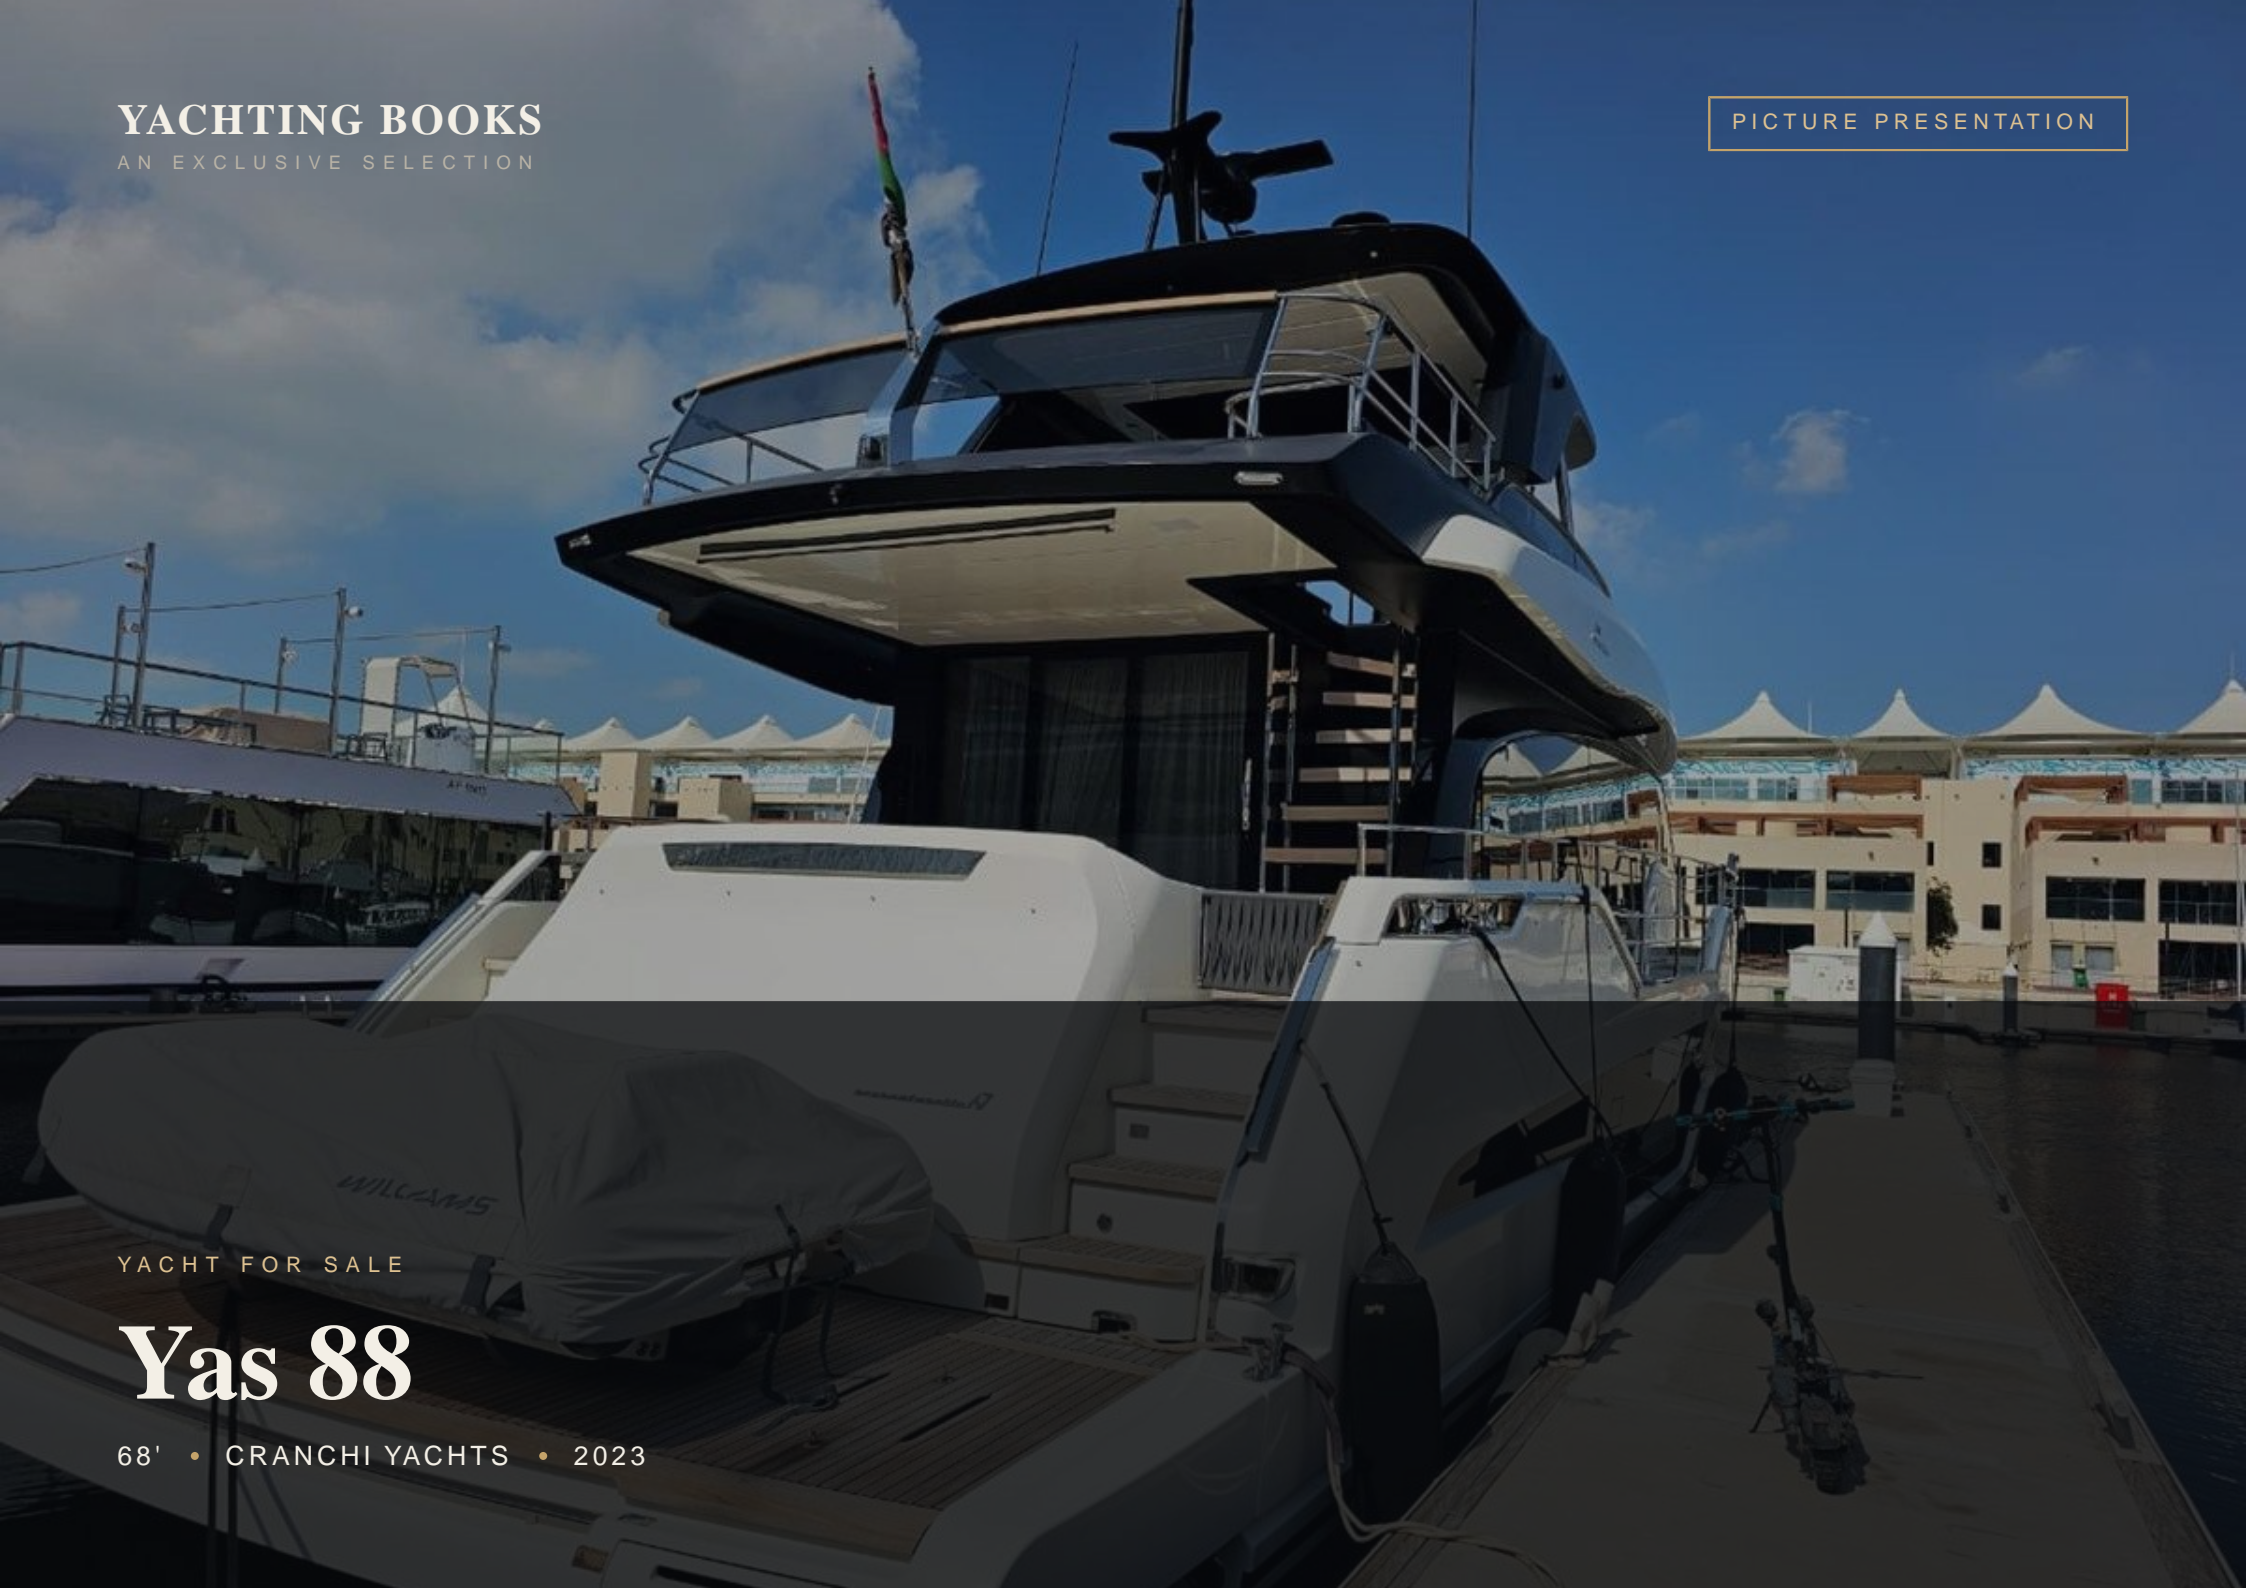 YACHTING BOOKS
AN EXCLUSIVE SELECTION
PICTURE PRESENTATION
WILLIAMS
YACHT FOR SALE
Yas 88
68' • CRANCHI YACHTS • 2023